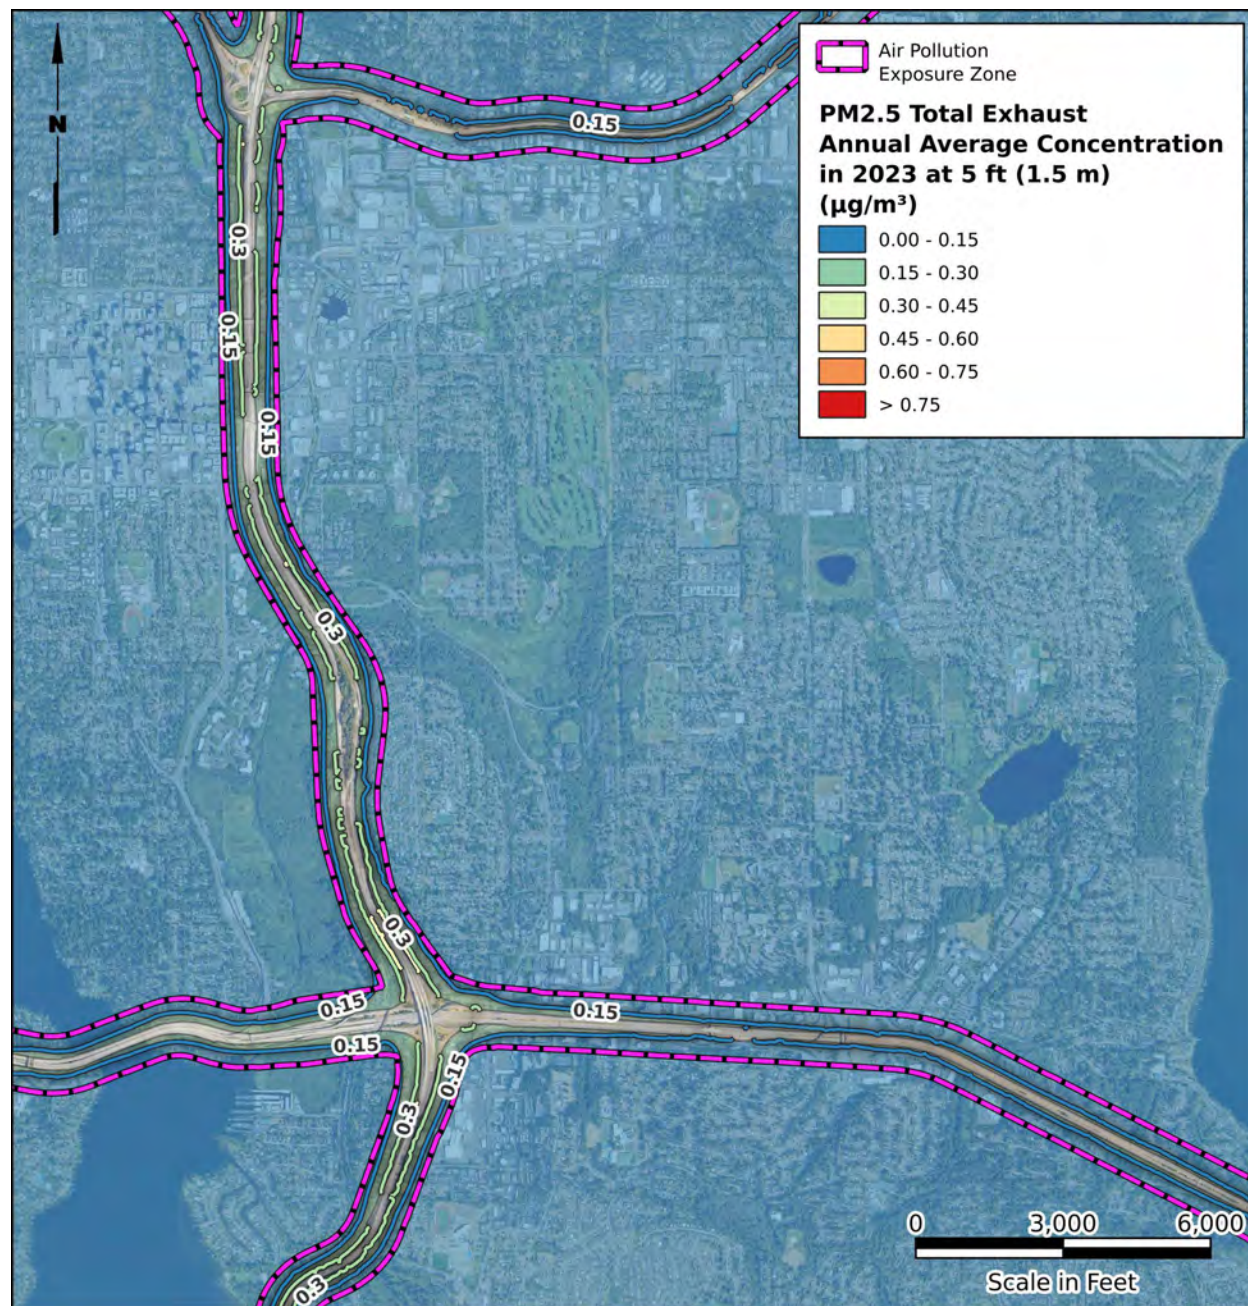 N
Air Pollution
Exposure Zone
PM2.5 Total Exhaust
Annual Average Concentration
in 2023 at 5 ft (1.5 m)
(µg/m³)
0.00 - 0.15
0.15 - 0.30
0.30 - 0.45
0.45 - 0.60
0.60 - 0.75
> 0.75
0.15
0.3
0.15
0.15
0.3
0.3
0.15
0.15
0.15
0.15
0.3
0.3
0 3,000 6,000
Scale in Feet